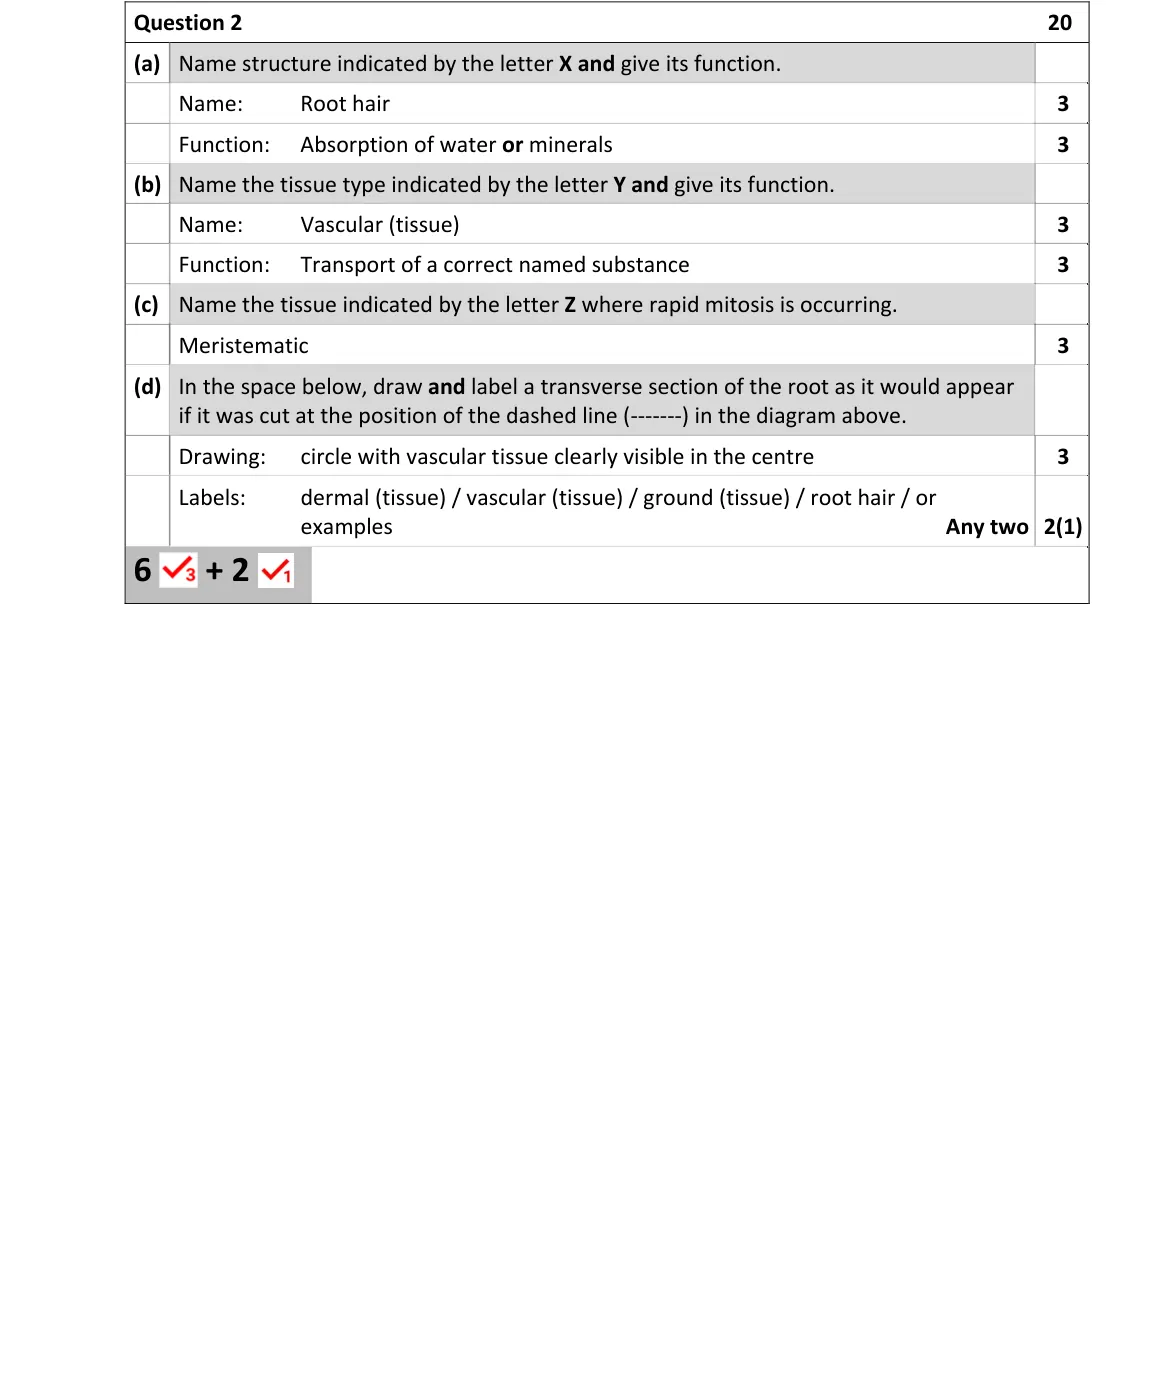 Question 2 20
(a) Name structure indicated by the letter X and give its function.
Name: Root hair 3
Function: Absorption of water or minerals 3
(b) Name the tissue type indicated by the letter Y and give its function.
Name: Vascular (tissue) 3
Function: Transport of a correct named substance 3
(c) Name the tissue indicated by the letter Z where rapid mitosis is occurring.
Meristematic 3
(d) In the space below, draw and label a transverse section of the root as it would appear
if it was cut at the position of the dashed line (-------) in the diagram above.
Drawing: circle with vascular tissue clearly visible in the centre 3
Labels: dermal (tissue) / vascular (tissue) / ground (tissue) / root hair / or
examples Any two 2(1)
6 ✓3 + 2 ✓1